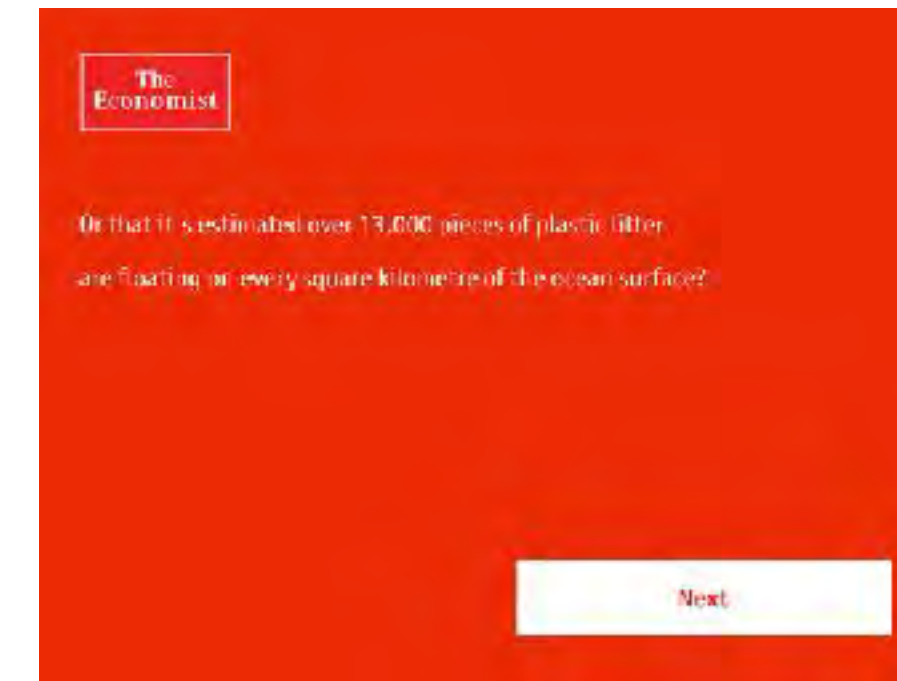 The
Economist
Or that it's estimated over 13,000 pieces of plastic litter
are floating on every square kilometre of the ocean surface?
Next